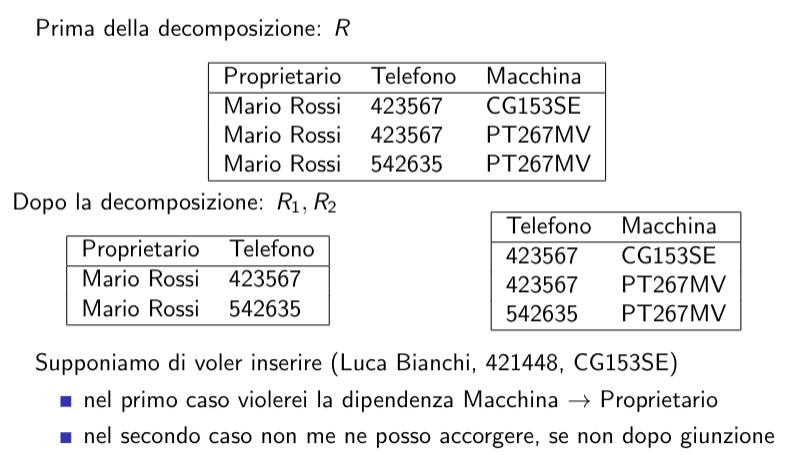 Prima della decomposizione: R
Proprietario Telefono Macchina
Mario Rossi 423567 CG153SE
Mario Rossi 423567 PT267MV
Mario Rossi 542635 PT267MV
Dopo la decomposizione: R₁, R₂
Proprietario Telefono
Mario Rossi 423567
Mario Rossi 542635
Telefono Macchina
423567 CG153SE
423567 PT267MV
542635 PT267MV
Supponiamo di voler inserire (Luca Bianchi, 421448, CG153SE)
■ nel primo caso violerei la dipendenza Macchina → Proprietario
■ nel secondo caso non me ne posso accorgere, se non dopo giunzione